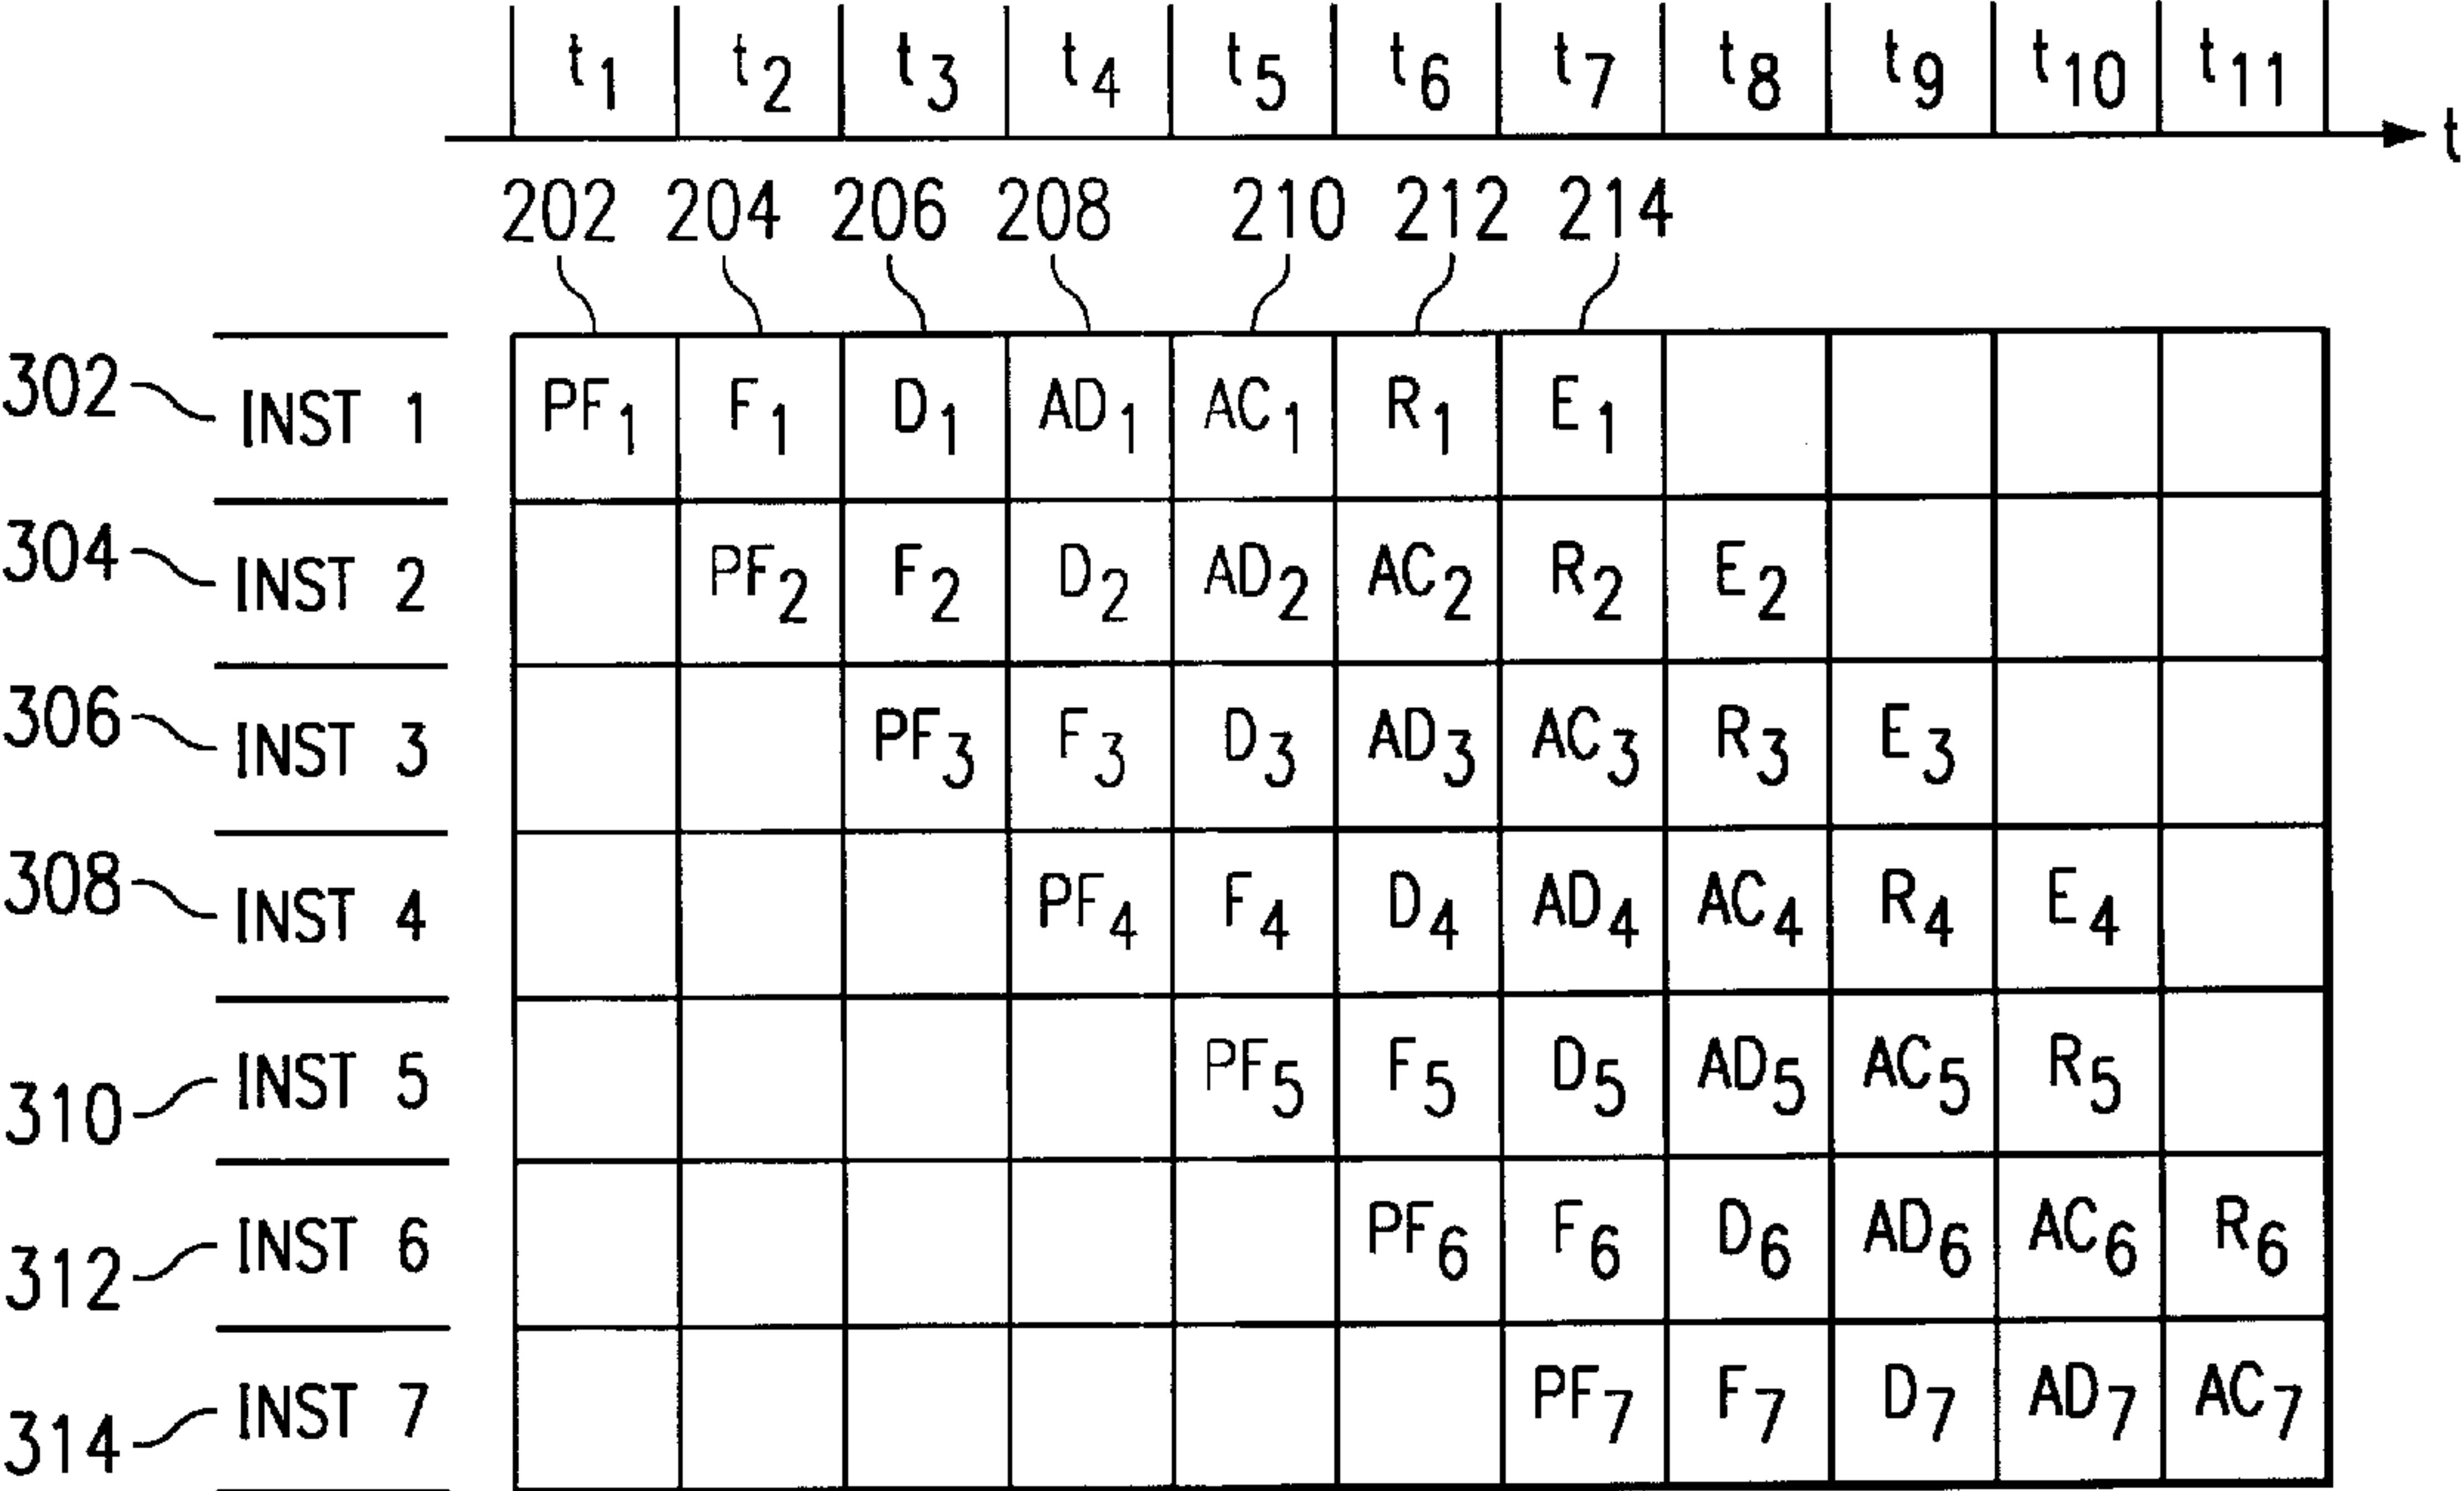 t1 t2 t3 t4 t5 t6 t7 t8 t9 t10 t11
t
202 204 206 208 210 212 214
302 INST 1 PF1 F1 D1 AD1 AC1 R1 E1
304 INST 2 PF2 F2 D2 AD2 AC2 R2 E2
306 INST 3 PF3 F3 D3 AD3 AC3 R3 E3
308 INST 4 PF4 F4 D4 AD4 AC4 R4 E4
310 INST 5 PF5 F5 D5 AD5 AC5 R5
312 INST 6 PF6 F6 D6 AD6 AC6 R6
314 INST 7 PF7 F7 D7 AD7 AC7